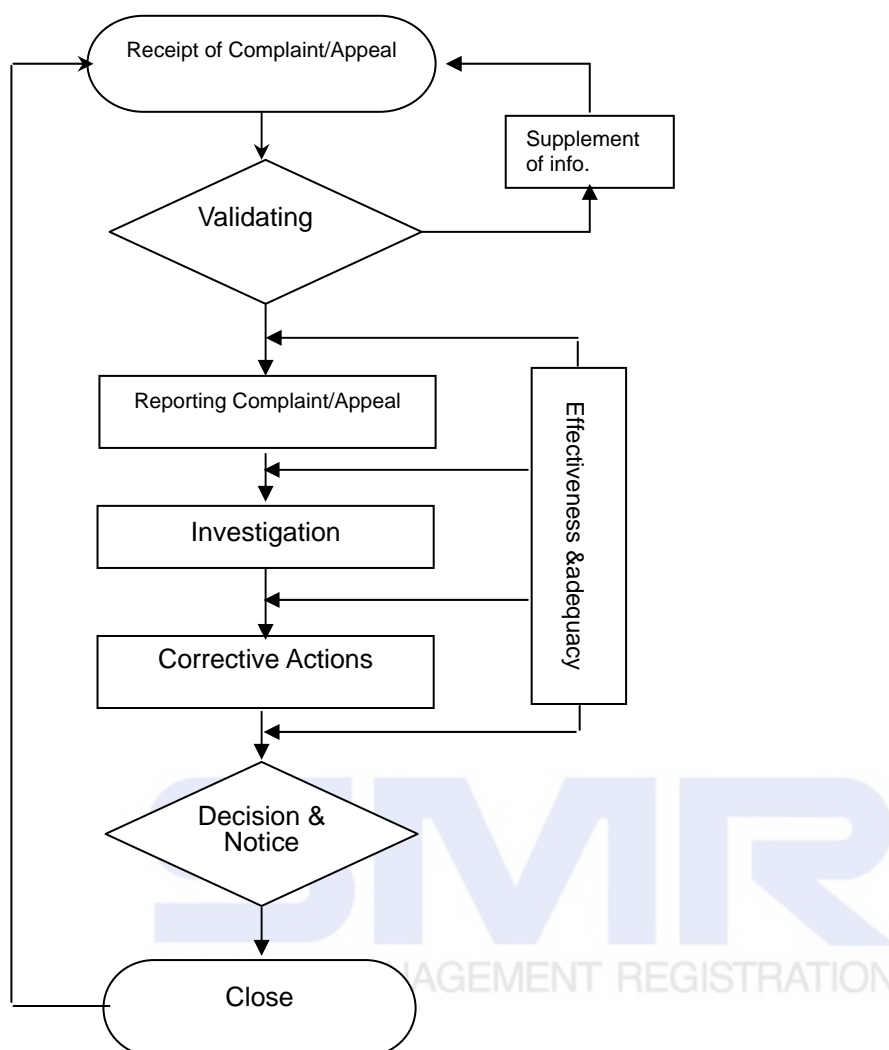 Receipt of Complaint/Appeal
Supplement
of info.
Validating
Reporting Complaint/Appeal
Effectiveness &adequacy
Investigation
Corrective Actions
Decision &
Notice
SMR
AGEMENT REGISTRATION
Close